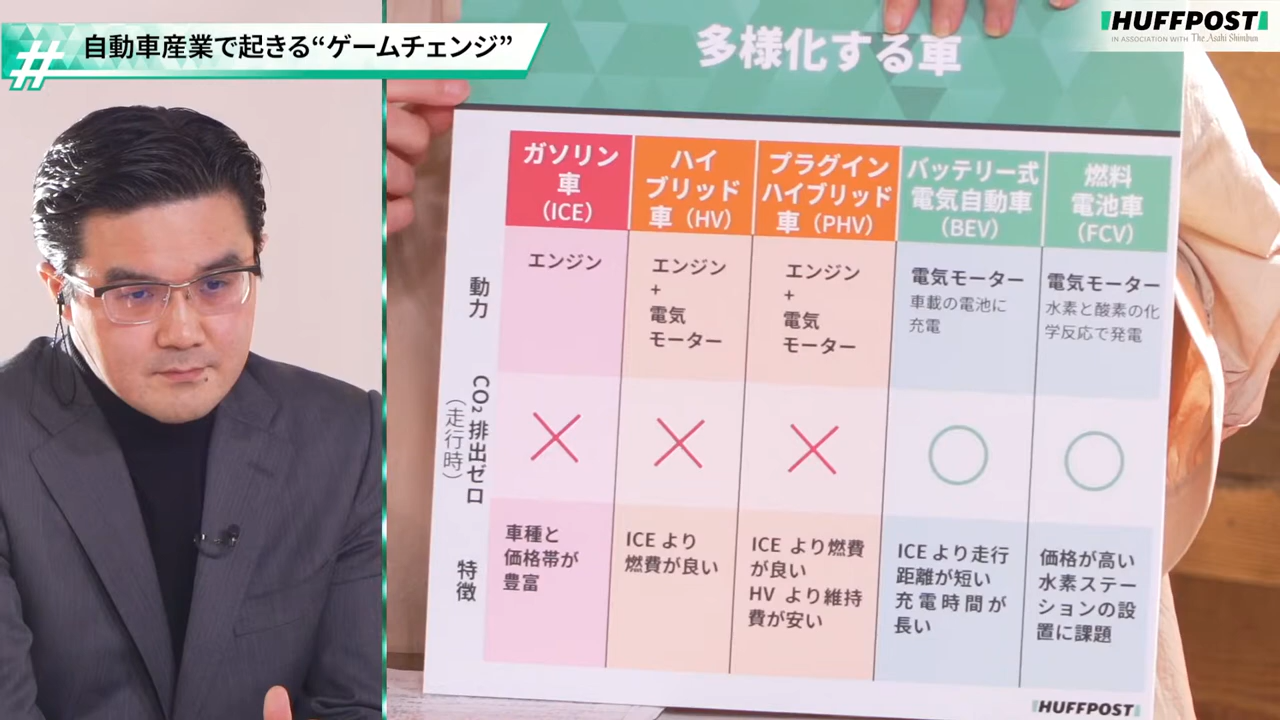 # 自動車産業で起きる“ゲームチェンジ”
HUFFPOST
IN ASSOCIATION WITH The Asahi Shimbun
多様化する車
ガソリン
車
（ICE）
ハイ
ブリッド
車（HV）
プラグイン
ハイブリッド
車（PHV）
バッテリー式
電気自動車
（BEV）
燃料
電池車
（FCV）
動力
エンジン
エンジン
+
電気
モーター
エンジン
+
電気
モーター
電気モーター
車載の電池に
充電
電気モーター
水素と酸素の化
学反応で発電
CO₂排出ゼロ
（走行時）
×
×
×
○
○
特徴
車種と
価格帯が
豊富
ICE より
燃費が良い
ICE より燃費
が良い
HV より維持
費が安い
ICE より走行
距離が短い
充電時間が
長い
価格が高い
水素ステー
ションの設
置に課題
HUFFPOST